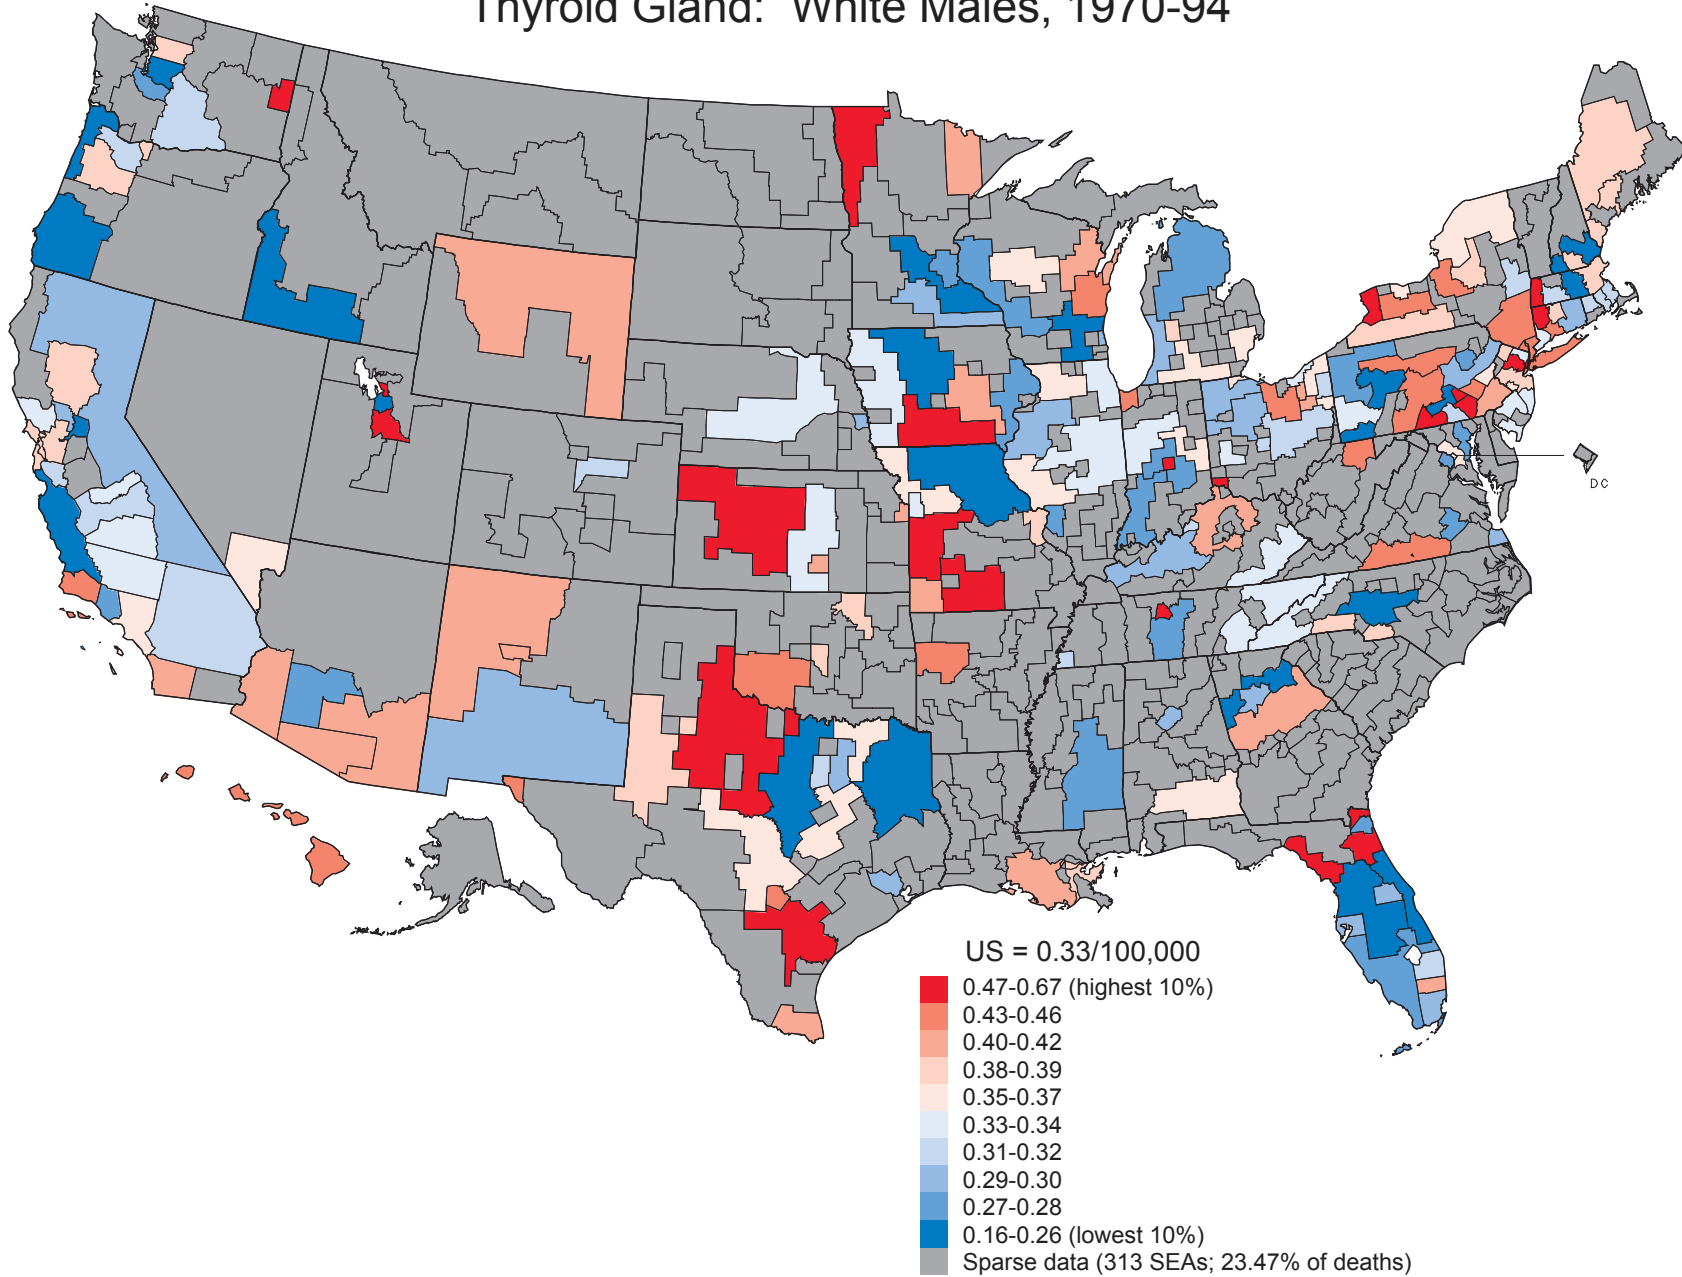 Thyroid Gland: White Males, 1970-94
DC
US = 0.33/100,000
0.47-0.67 (highest 10%)
0.43-0.46
0.40-0.42
0.38-0.39
0.35-0.37
0.33-0.34
0.31-0.32
0.29-0.30
0.27-0.28
0.16-0.26 (lowest 10%)
Sparse data (313 SEAs; 23.47% of deaths)